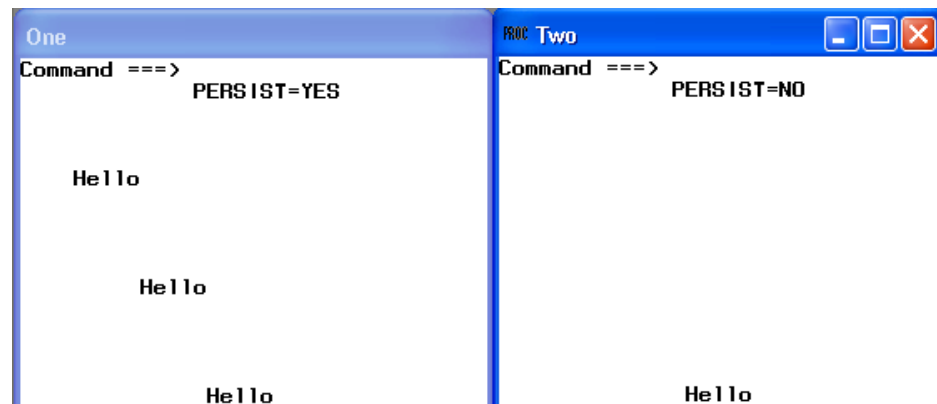 One
Command ===>
PERSIST=YES
Hello
Hello
Hello
PROC Two
Command ===>
PERSIST=NO
Hello